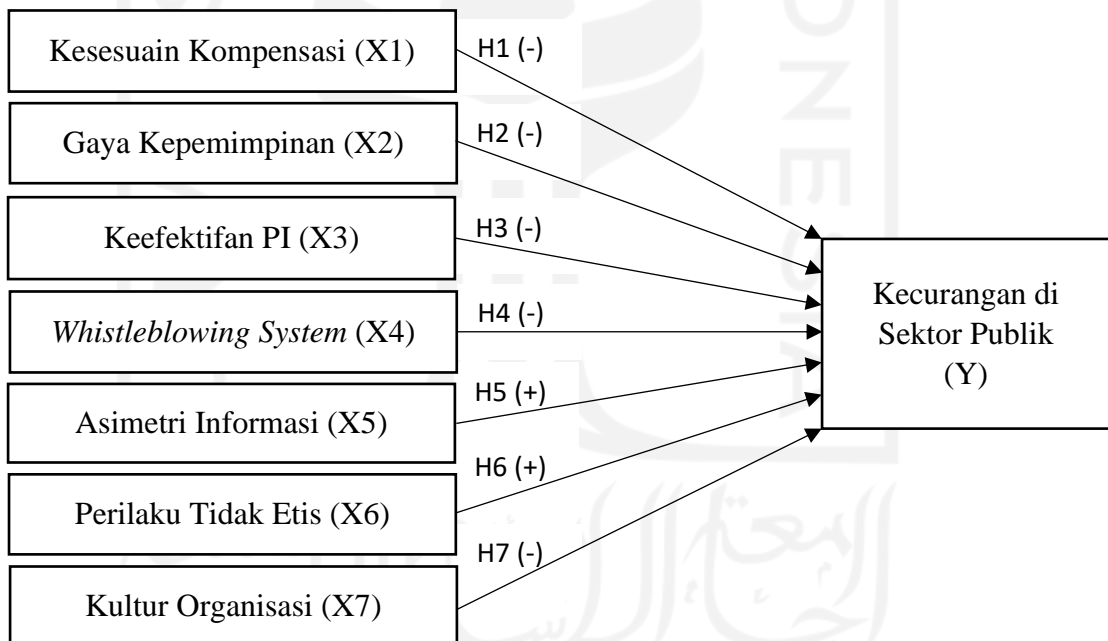 Kesesuain Kompensasi (X1)
H1 (-)
Gaya Kepemimpinan (X2)
H2 (-)
Keefektifan PI (X3)
H3 (-)
Whistleblowing System (X4)
H4 (-)
Asimetri Informasi (X5)
H5 (+)
Perilaku Tidak Etis (X6)
H6 (+)
Kultur Organisasi (X7)
H7 (-)
Kecurangan di
Sektor Publik
(Y)
ONESIA